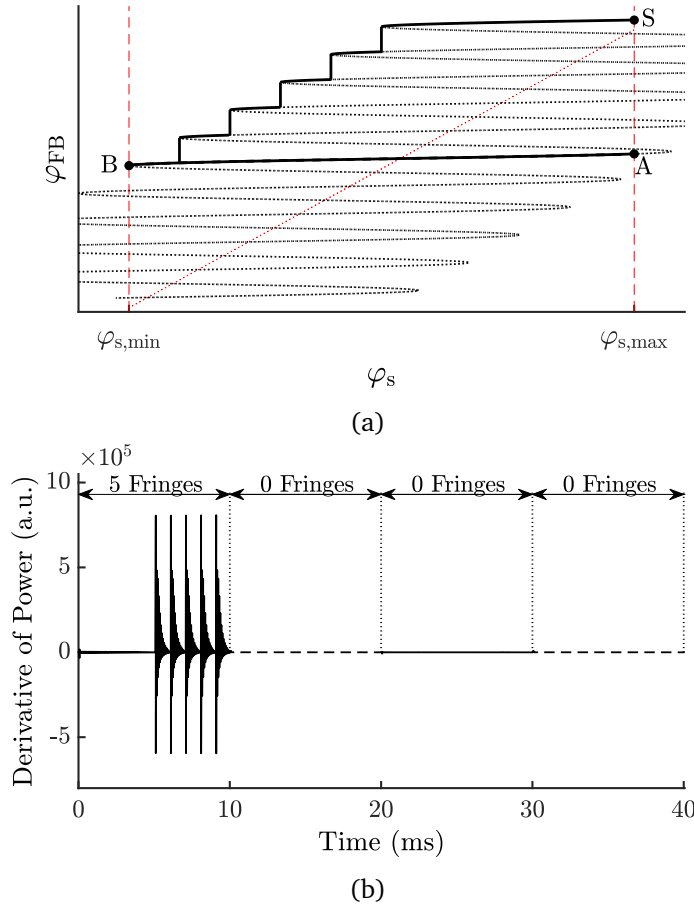 S
φFB
B
A
φs,min
φs,max
φs
(a)
×10^5
10
5 Fringes
0 Fringes
0 Fringes
0 Fringes
5
0
-5
Derivative of Power (a.u.)
0
10
20
30
40
Time (ms)
(b)